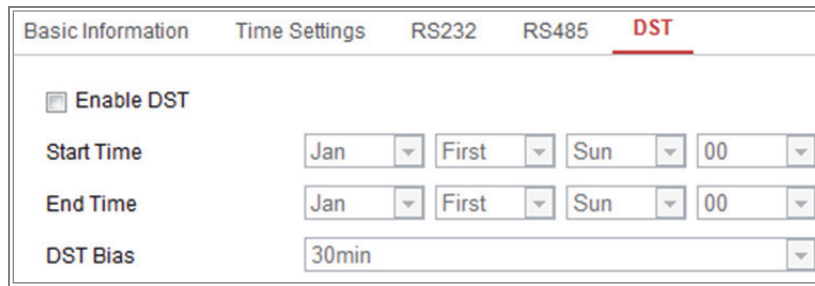 Basic Information Time Settings RS232 RS485 DST
Enable DST
Start Time Jan First Sun 00
End Time Jan First Sun 00
DST Bias 30min